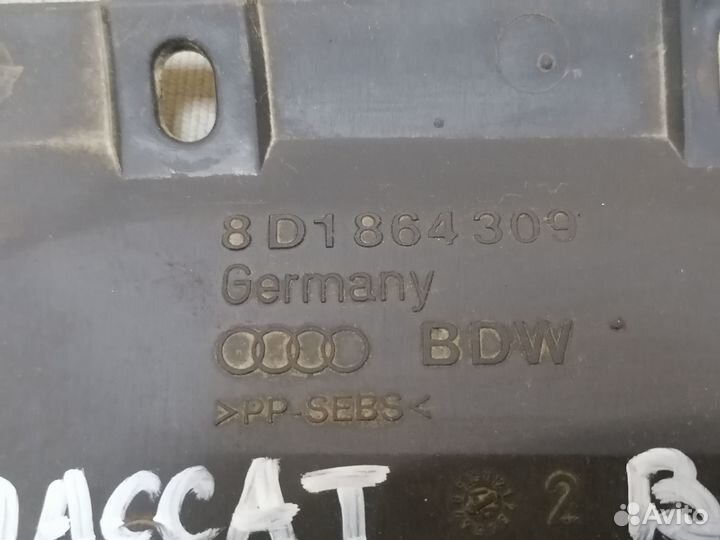 8D1864309
Germany
BDW
>PP-SEBS<
ПАССАТ 2 B
Avito